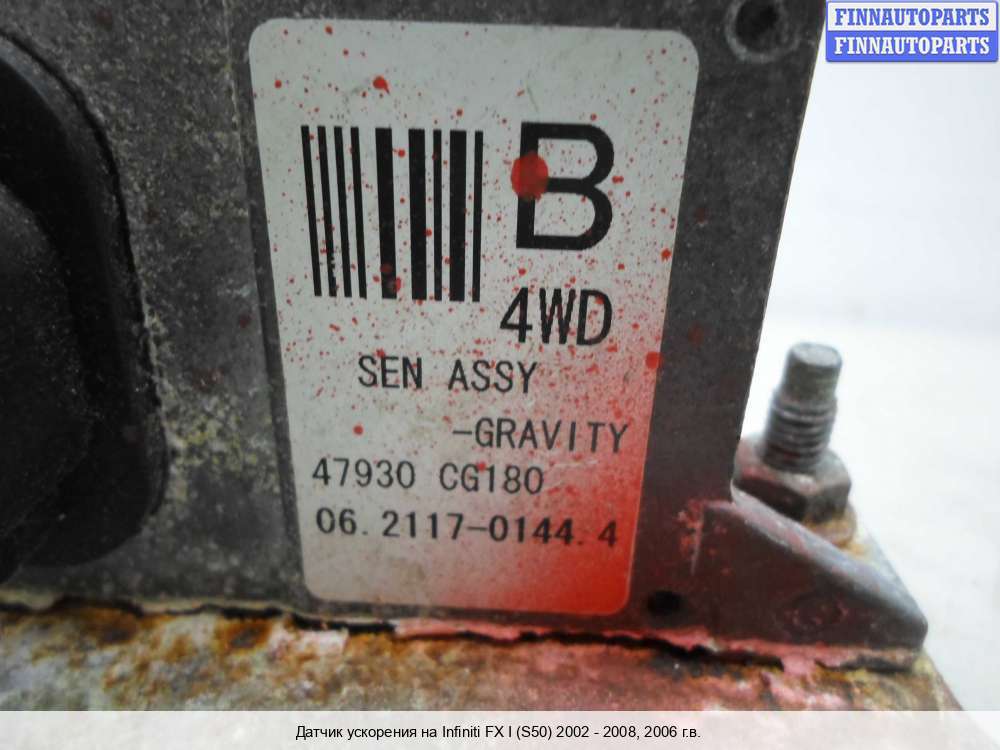 FINNAUTOPARTS
FINNAUTOPARTS
B
4WD
SEN ASSY
-GRAVITY
47930 CG180
06.2117-0144.4
Датчик ускорения на Infiniti FX I (S50) 2002 - 2008, 2006 г.в.